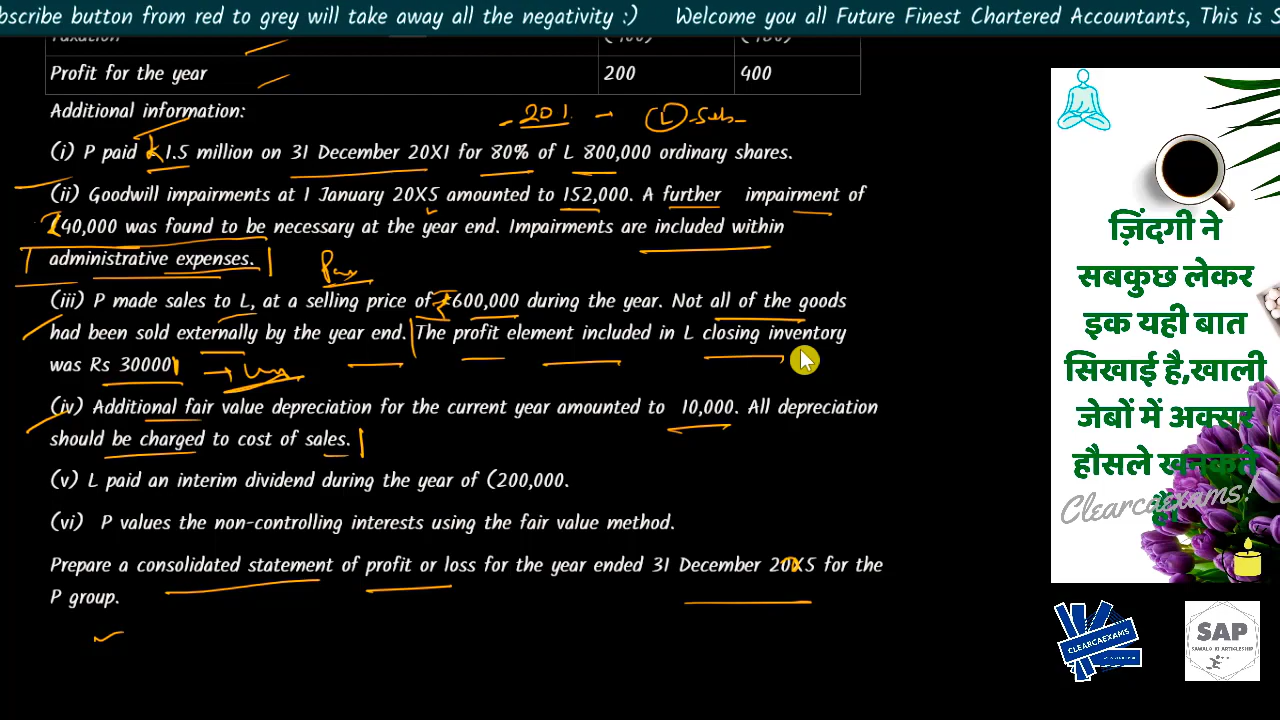 bscribe button from red to grey will take away all the negativity :) Welcome you all Future Finest Chartered Accountants, This is S
Taxation
Profit for the year 200 400
Additional information:
20%
(i) P paid 1.5 million on 31 December 20X1 for 80% of L 800,000 ordinary shares.
(ii) Goodwill impairments at 1 January 20X5 amounted to 152,000. A further impairment of
40,000 was found to be necessary at the year end. Impairments are included within
administrative expenses.
(iii) P made sales to L, at a selling price of 600,000 during the year. Not all of the goods
had been sold externally by the year end. The profit element included in L closing inventory
was Rs 30000
(iv) Additional fair value depreciation for the current year amounted to 10,000. All depreciation
should be charged to cost of sales.
(v) L paid an interim dividend during the year of (200,000.
(vi) P values the non-controlling interests using the fair value method.
Prepare a consolidated statement of profit or loss for the year ended 31 December 20X5 for the
P group.
ज़िंदगी ने
सबकुछ लेकर
इक यही बात
सिखाई है,खाली
जेबों में अक्सर
हौसले खनकते
है।
Clearcaexams!
CLEARCAEXAMS
SAP
SAMALO KI ARTICLESHIP